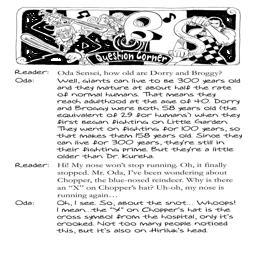 Question Corner
Reader: Oda Sensei, how old are Dorry and Broggy?
Oda: Well, giants can live to be 300 years old
and they mature at about half the rate
of normal humans. That means they
reach adulthood at the age of 40. Dorry
and Broggy were both 58 years old (the
equivalent of 29 for humans) when they
first began fighting on Little Garden.
They went on fighting for 100 years, so
that makes them 158 years old. Since they
can live for 300 years, they're still in
their fighting prime. But they're a little
older than Dr. Kureha.
Reader: Hi! My nose won't stop running. Oh, it finally
stopped. Mr. Oda, I've been wondering about
Chopper, the blue-nosed reindeer. Why is there
an "X" on Chopper's hat? Uh-oh, my nose is
running again....
Oda: Oh, I see. So, about the snot... Whoops!
I mean...the "X" on Chopper's hat is the
cross symbol from the hospital, only it's
crooked. Not too many people noticed
this, but it's also on Hiriluk's head.